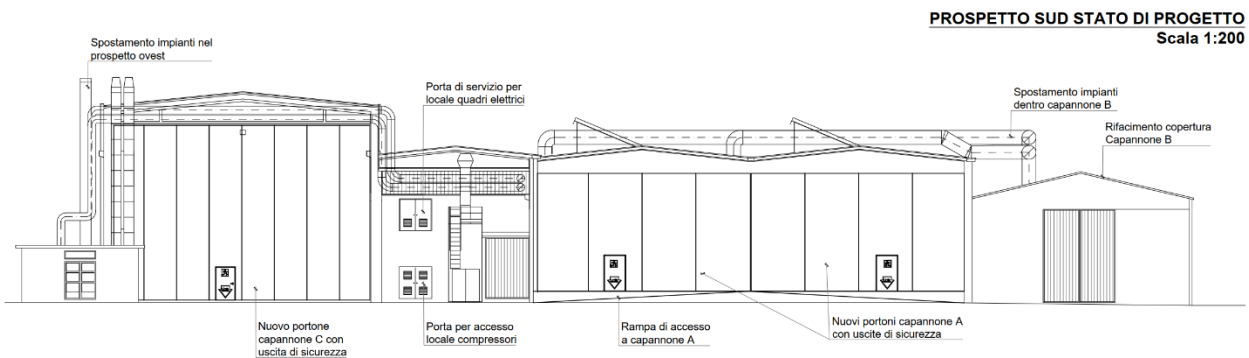 PROSPETTO SUD STATO DI PROGETTO
Scala 1:200
Spostamento impianti nel
prospetto ovest
Porta di servizio per
locale quadri elettrici
Spostamento impianti
dentro capannone B
Rifacimento copertura
Capannone B
Nuovo portone
capannone C con
uscita di sicurezza
Porta per accesso
locale compressori
Rampa di accesso
a capannone A
Nuovi portoni capannone A
con uscite di sicurezza